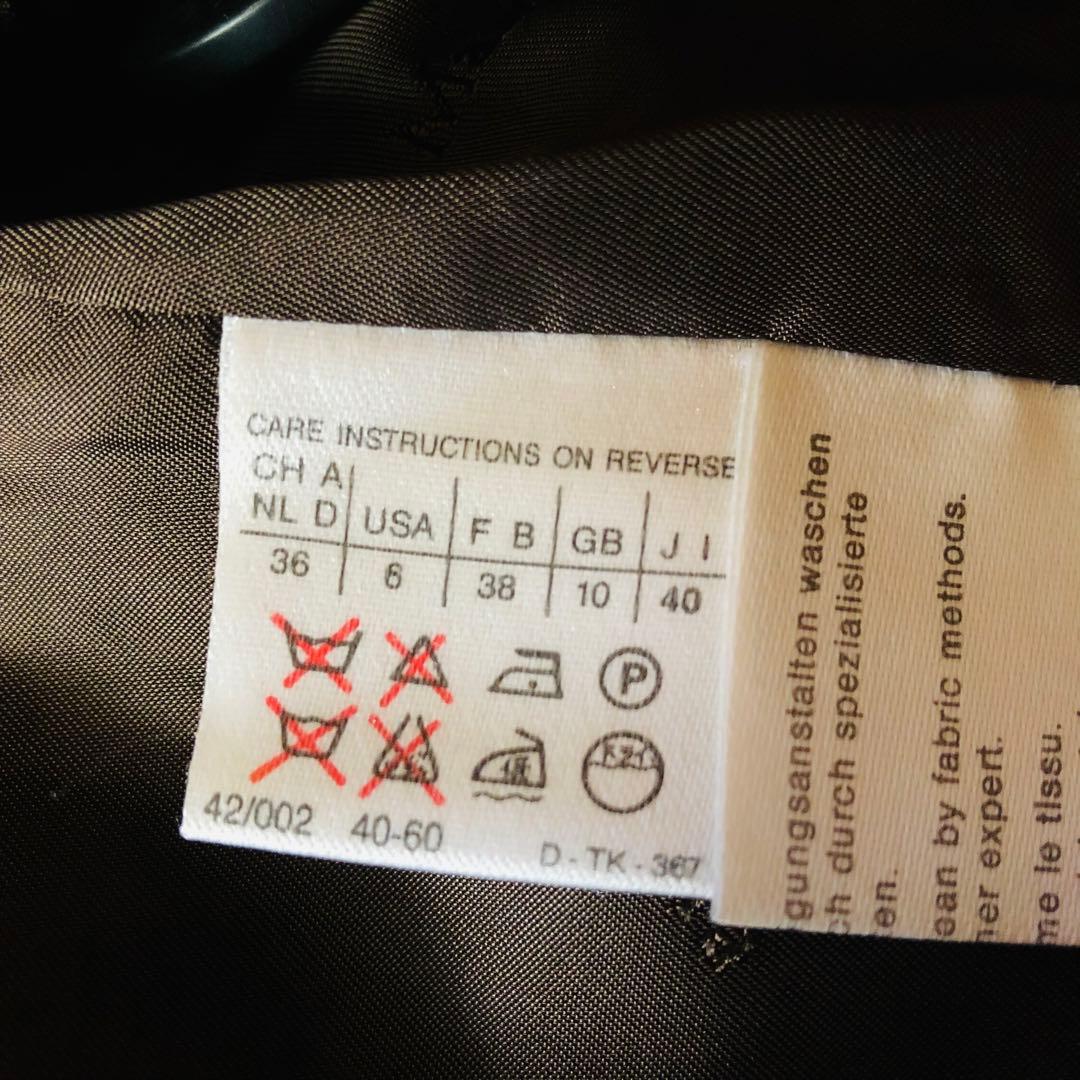 CARE INSTRUCTIONS ON REVERSE
CH A
NL D USA F B GB J I
36 6 38 10 40
P
42/002 40-60
D - TK - 367
gungsanstalten waschen
ch durch spezialisierte
en.
ean by fabric methods.
her expert.
me le tissu.